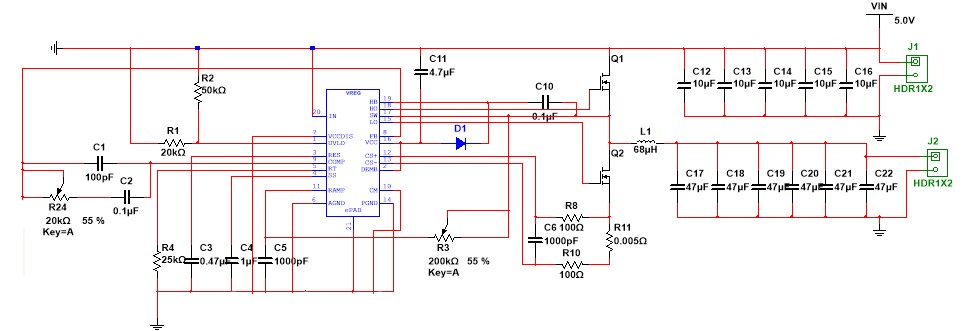 VIN
5.0V
J1
HDR1X2
Q1
C11
4.7µF
R2
50kΩ
C12
10µF
C13
10µF
C14
10µF
C15
10µF
C16
10µF
VREG
C10
0.1µF
20
IN
HB
19
HO
18
SW
17
LO
15
7
VCCDIS
1
UVLO
FB
8
VCC
16
D1
R1
20kΩ
L1
68µH
J2
HDR1X2
3
RES
9
COMP
5
RT
4
SS
CS+
12
CS-
13
DEMB
2
Q2
C1
100pF
C2
0.1µF
R24
20kΩ
55 %
Key=A
11
RAMP
6
AGND
CM
10
PGND
14
ePAD
21
C17
47µF
C18
47µF
C19
47µF
C20
47µF
C21
47µF
C22
47µF
R8
100Ω
C6
1000pF
R11
0.005Ω
R10
100Ω
R3
200kΩ
55 %
Key=A
R4
25kΩ
C3
0.47µF
C4
1µF
C5
1000pF